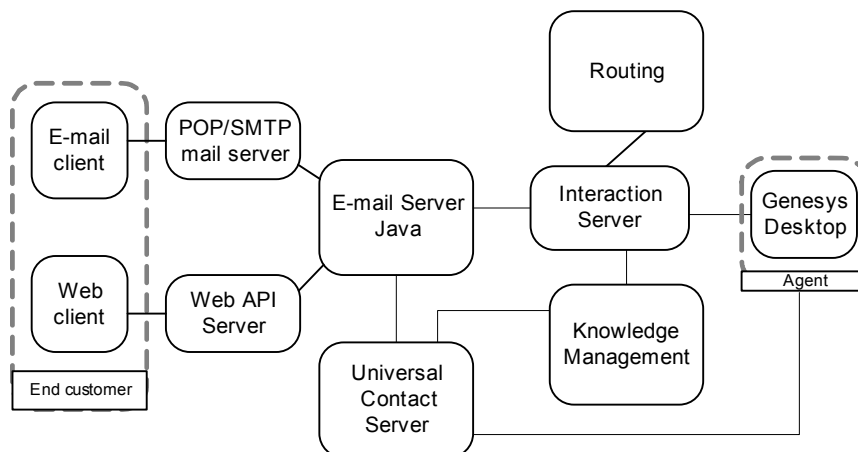 Routing
E-mail
client
POP/SMTP
mail server
E-mail Server
Java
Interaction
Server
Genesys
Desktop
Agent
Web
client
Web API
Server
Knowledge
Management
Universal
Contact
Server
End customer